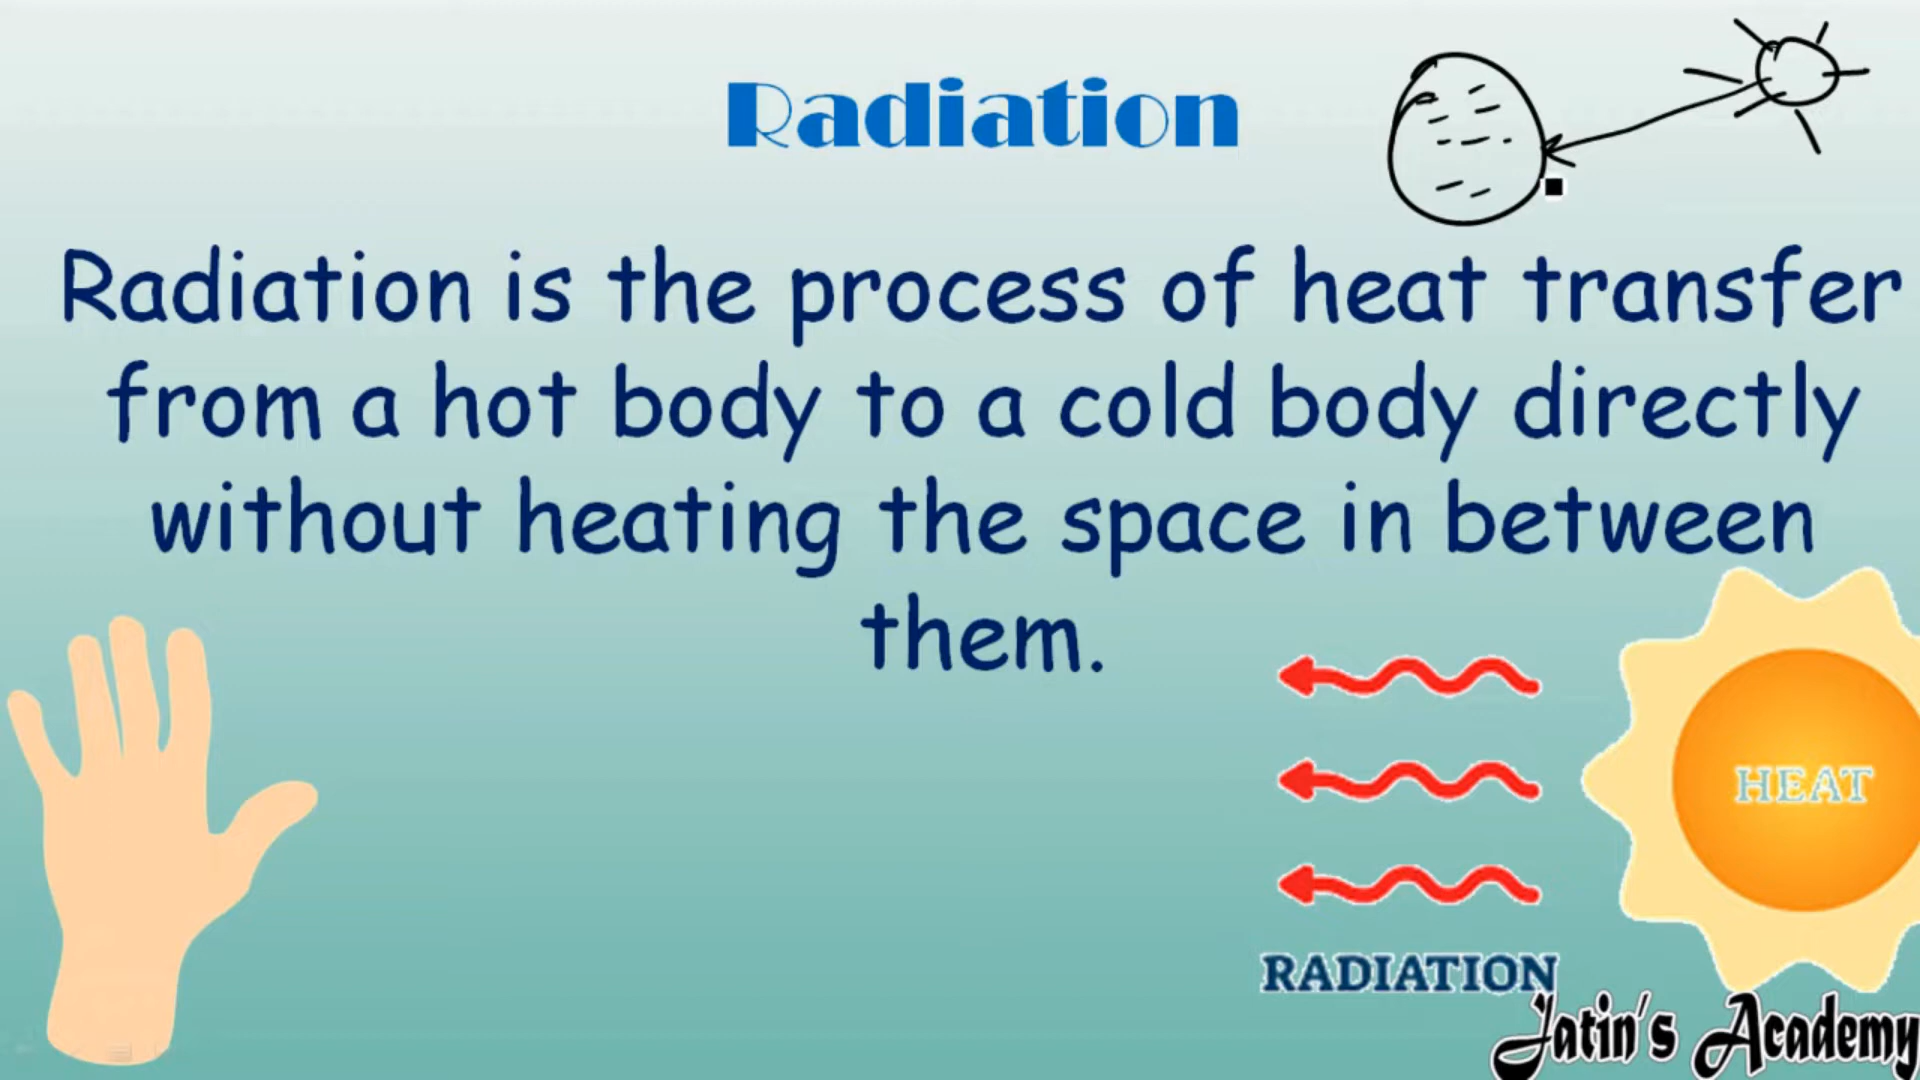 Radiation
Radiation is the process of heat transfer
from a hot body to a cold body directly
without heating the space in between
them.
HEAT
RADIATION
Jatin's Academy